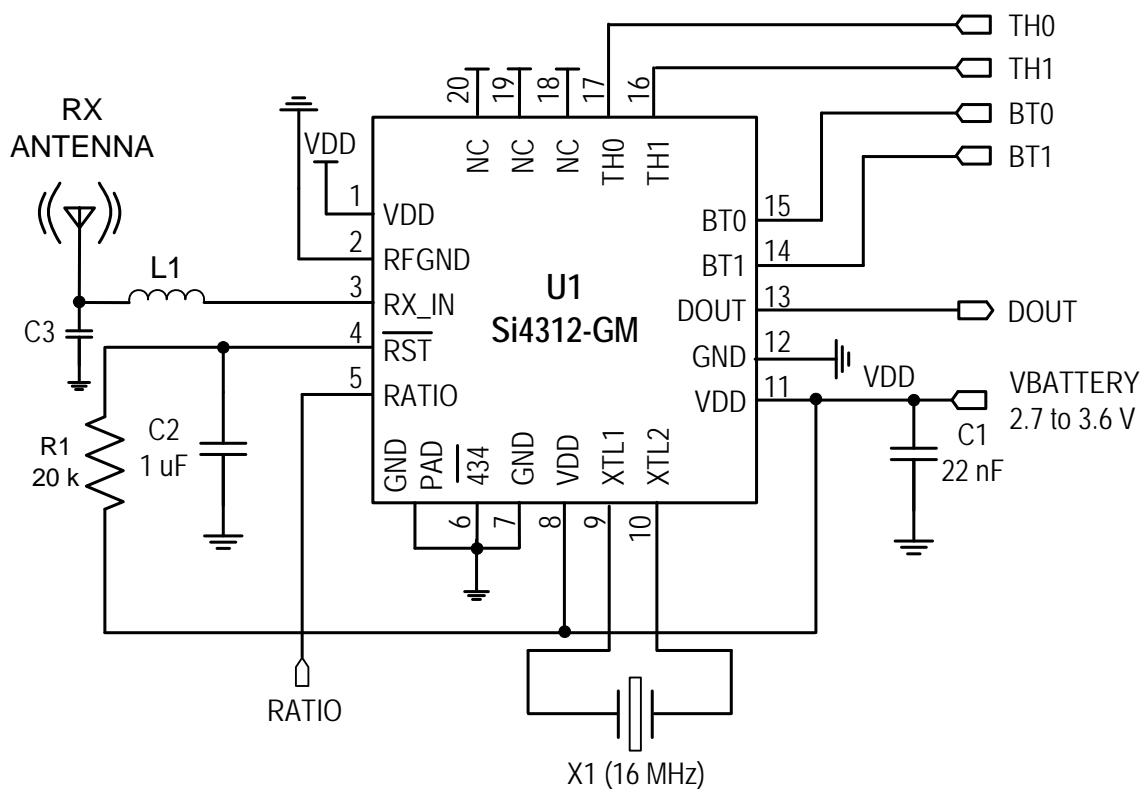 TH0
TH1
BT0
BT1
20
19
18
17
16
NC
NC
NC
TH0
TH1
RX
ANTENNA
VDD
1
VDD
2
RFGND
3
RX_IN
4
RST
5
RATIO
L1
C3
R1
20 k
C2
1 uF
U1
Si4312-GM
15
BT0
14
BT1
13
DOUT
DOUT
12
GND
11
VDD
VDD
VBATTERY
2.7 to 3.6 V
C1
22 nF
GND
PAD
434
GND
VDD
XTL1
XTL2
6
7
8
9
10
RATIO
X1 (16 MHz)